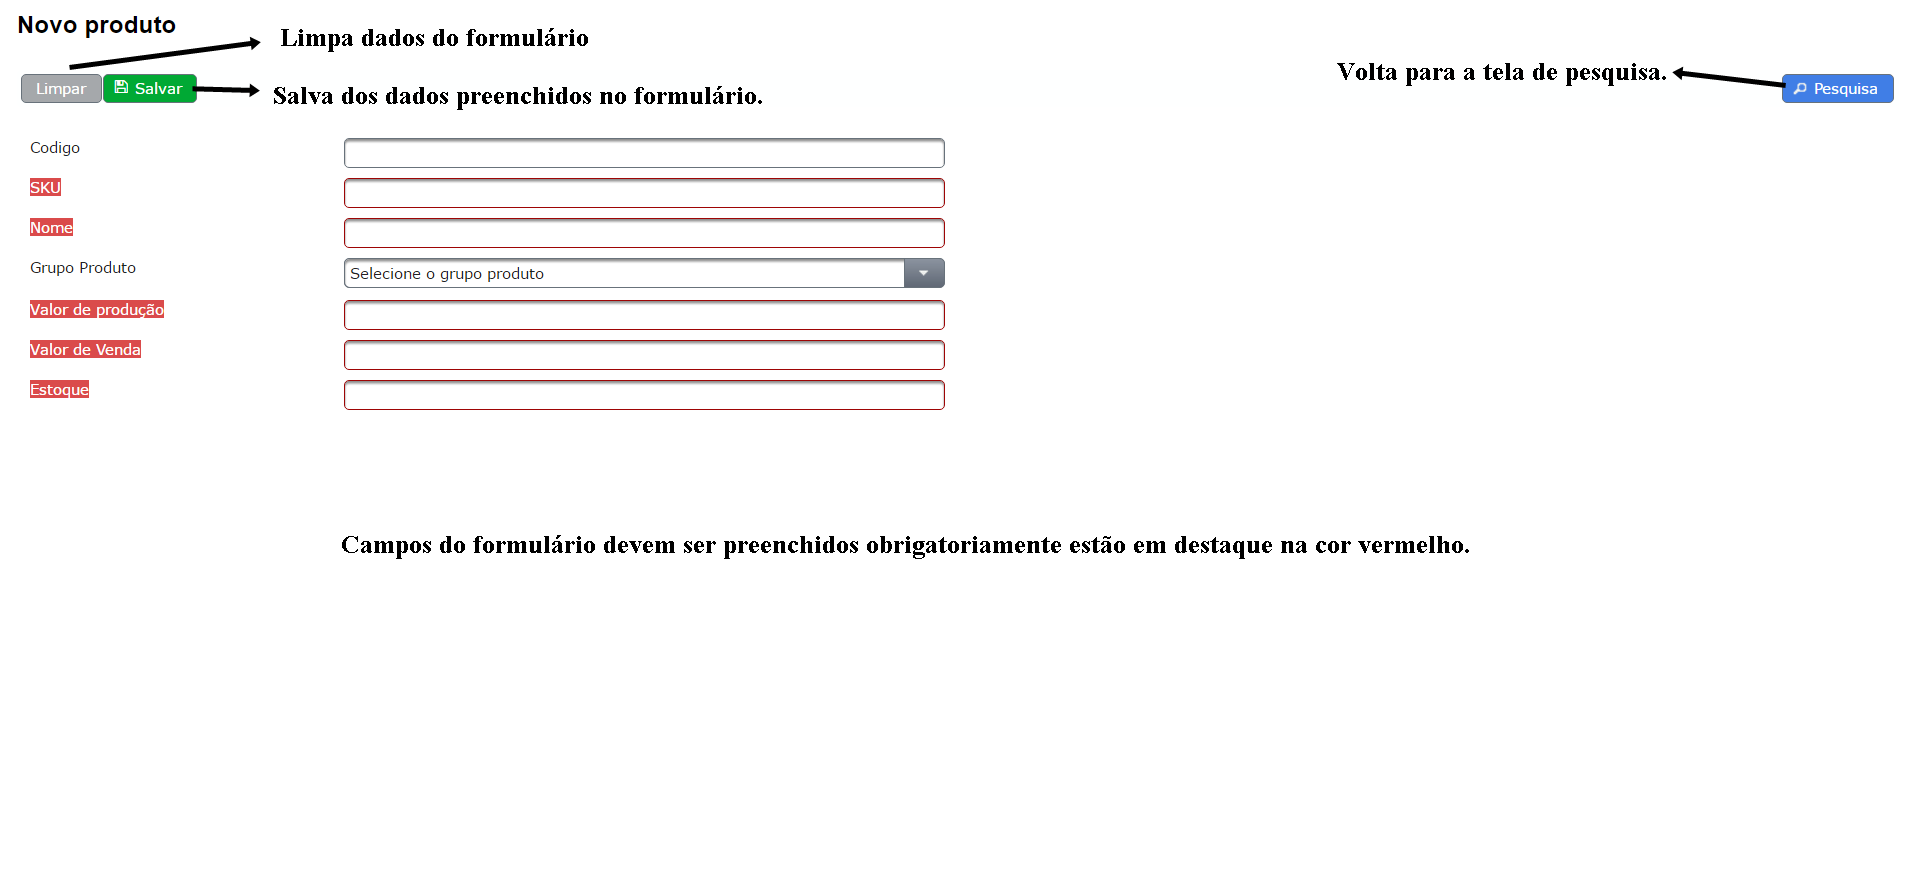 Novo produto
Limpa dados do formulário
Volta para a tela de pesquisa.
Limpar
Salvar
Salva dos dados preenchidos no formulário.
Pesquisa
Codigo
SKU
Nome
Grupo Produto
Selecione o grupo produto
Valor de produção
Valor de Venda
Estoque
Campos do formulário devem ser preenchidos obrigatoriamente estão em destaque na cor vermelho.